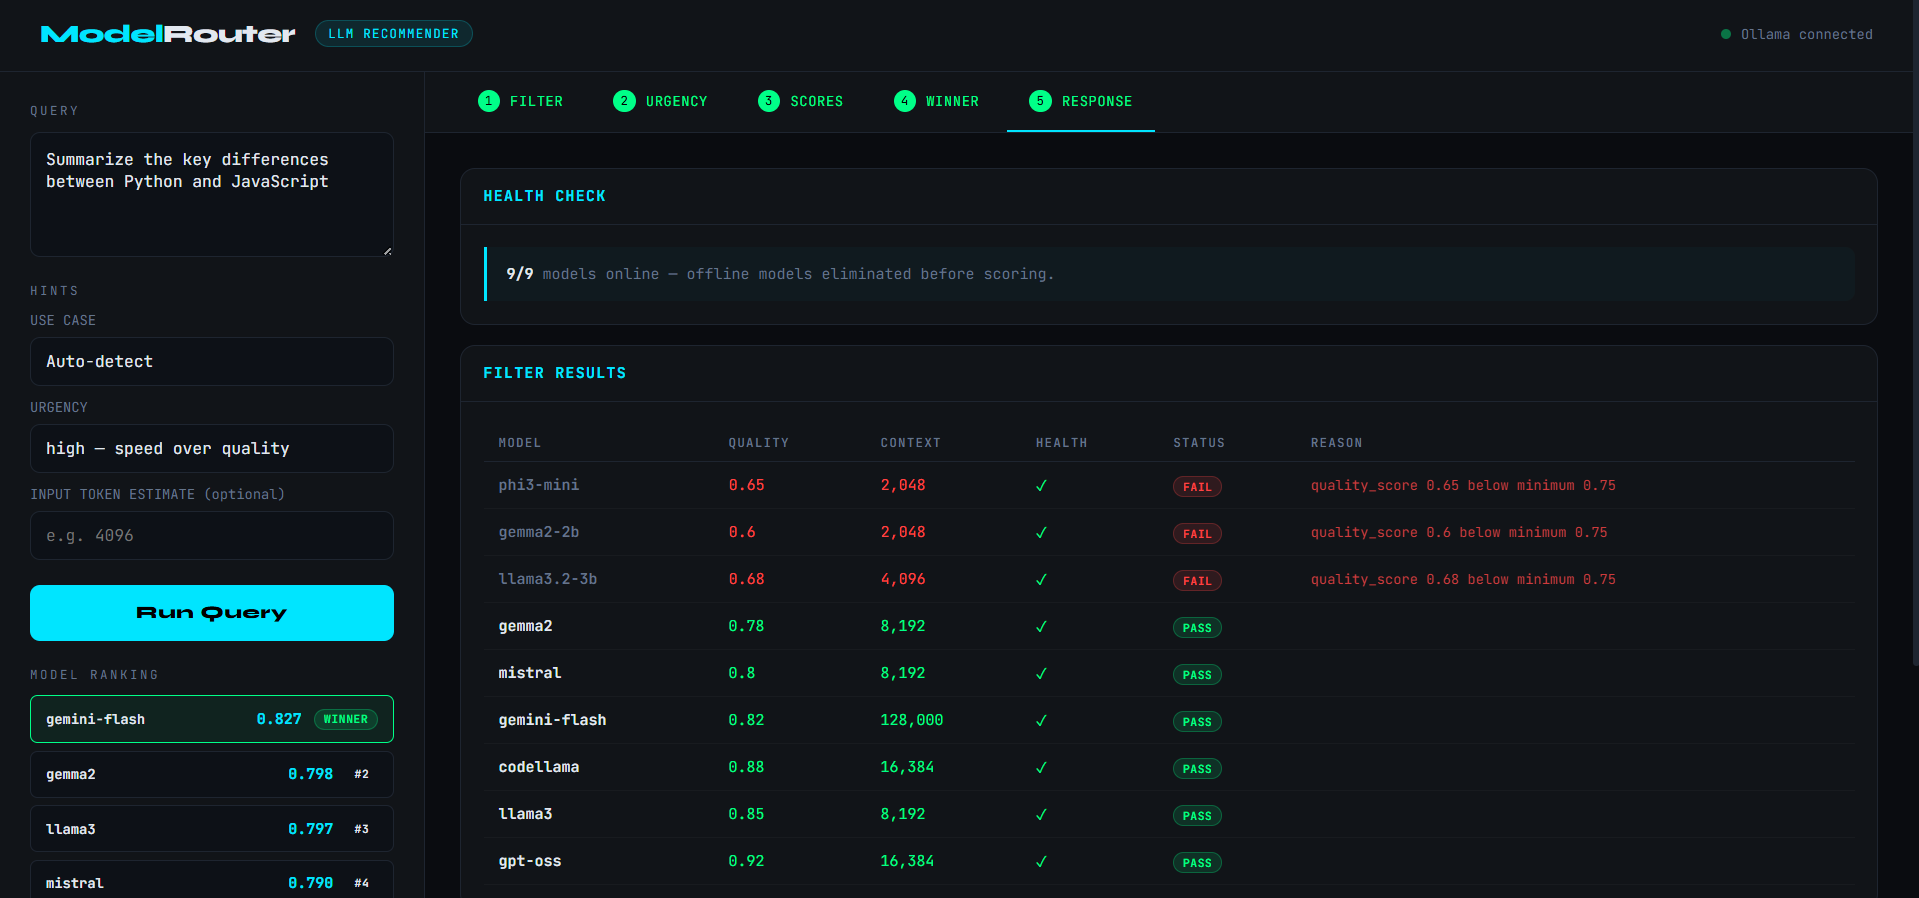 ModelRouter LLM RECOMMENDER
Ollama connected
QUERY
Summarize the key differences
between Python and JavaScript
HINTS
USE CASE
Auto-detect
URGENCY
high — speed over quality
INPUT TOKEN ESTIMATE (optional)
e.g. 4096
Run Query
MODEL RANKING
gemini-flash 0.827 WINNER
gemma2 0.798 #2
llama3 0.797 #3
mistral 0.790 #4
1 FILTER 2 URGENCY 3 SCORES 4 WINNER 5 RESPONSE
HEALTH CHECK
9/9 models online — offline models eliminated before scoring.
FILTER RESULTS
MODEL QUALITY CONTEXT HEALTH STATUS REASON
phi3-mini 0.65 2,048 ✓ FAIL quality_score 0.65 below minimum 0.75
gemma2-2b 0.6 2,048 ✓ FAIL quality_score 0.6 below minimum 0.75
llama3.2-3b 0.68 4,096 ✓ FAIL quality_score 0.68 below minimum 0.75
gemma2 0.78 8,192 ✓ PASS
mistral 0.8 8,192 ✓ PASS
gemini-flash 0.82 128,000 ✓ PASS
codellama 0.88 16,384 ✓ PASS
llama3 0.85 8,192 ✓ PASS
gpt-oss 0.92 16,384 ✓ PASS